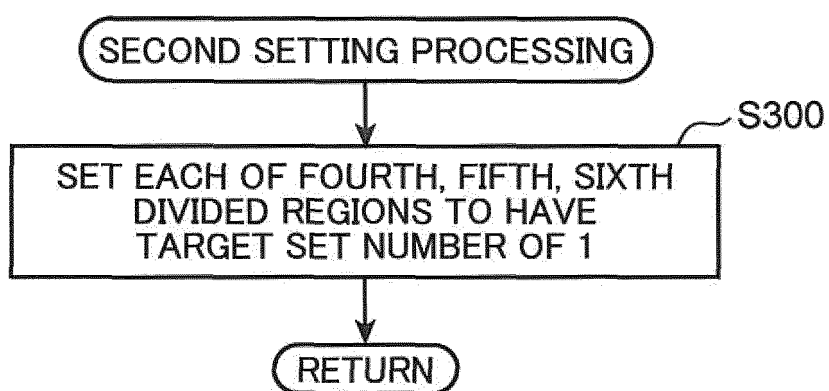 SECOND SETTING PROCESSING
S300
SET EACH OF FOURTH, FIFTH, SIXTH
DIVIDED REGIONS TO HAVE
TARGET SET NUMBER OF 1
RETURN